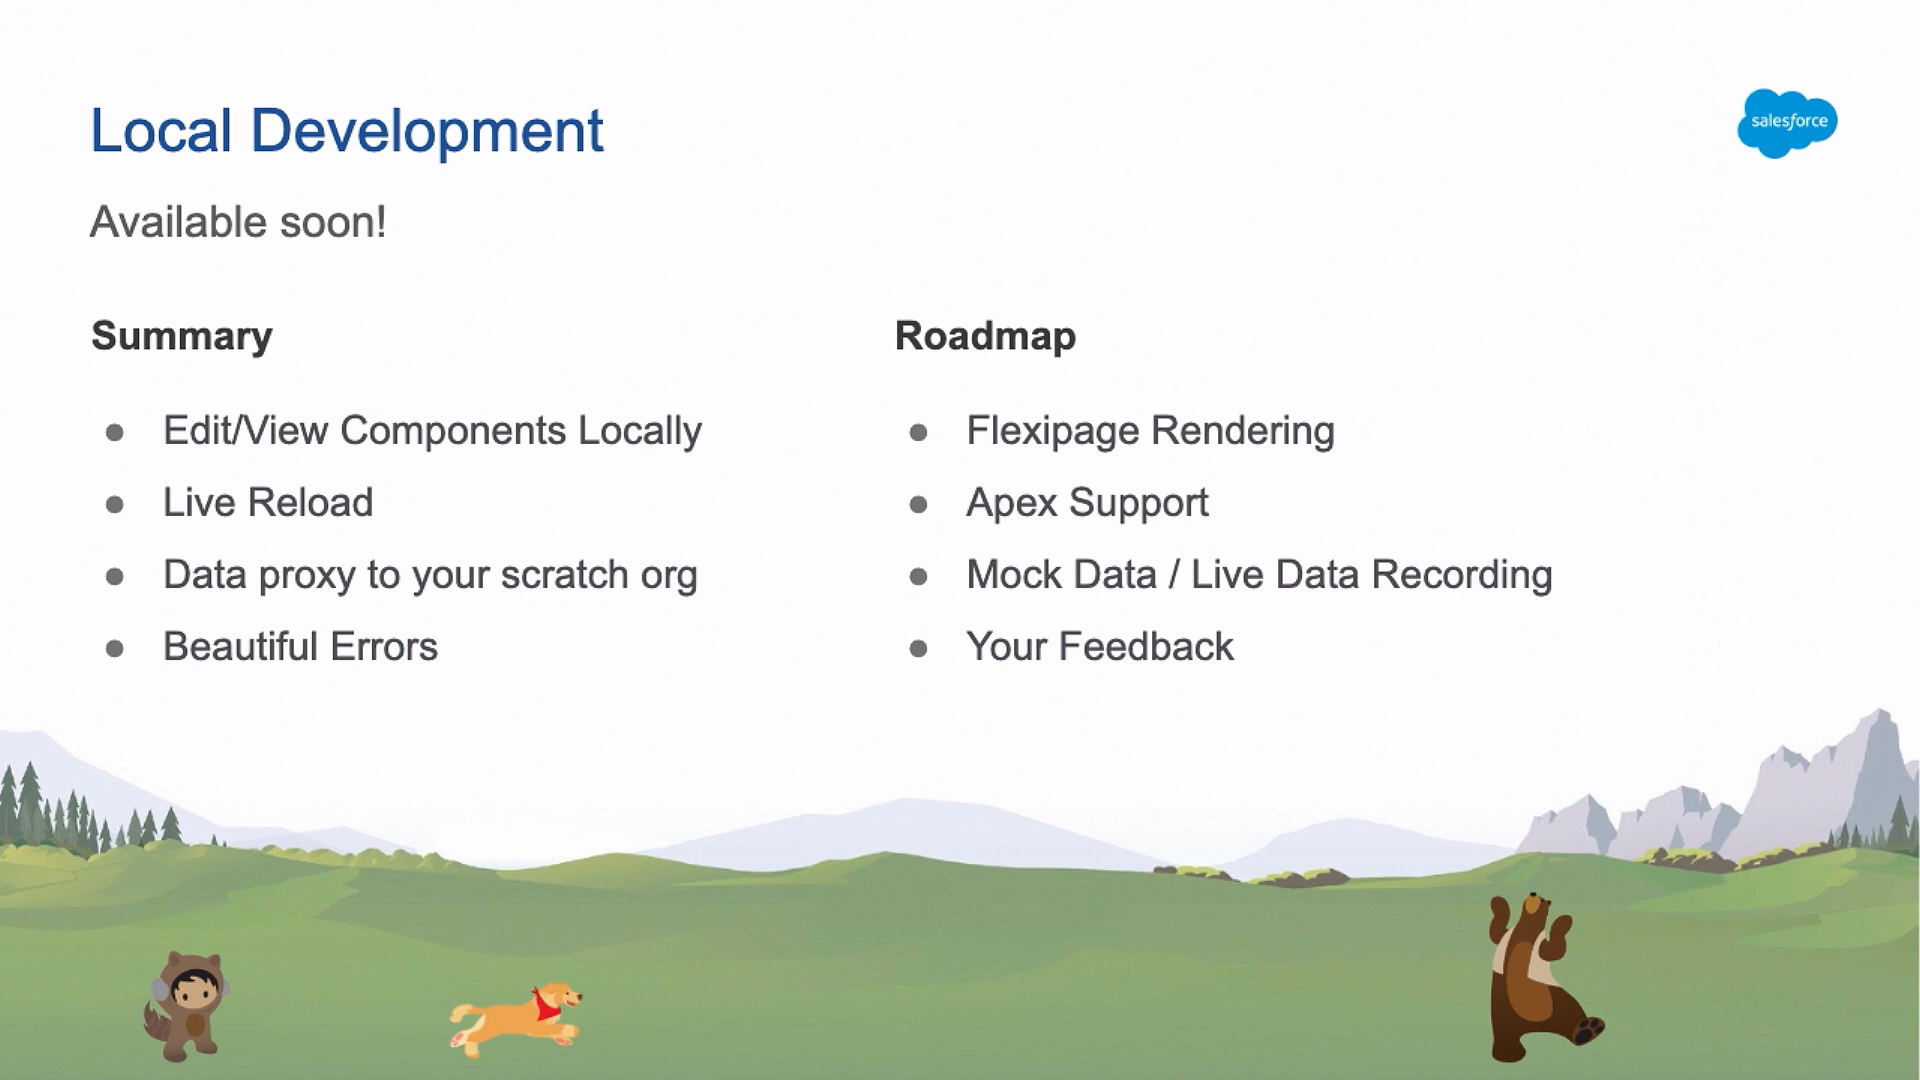 Local Development
salesforce
Available soon!
Summary
Edit/View Components Locally
Live Reload
Data proxy to your scratch org
Beautiful Errors
Roadmap
Flexipage Rendering
Apex Support
Mock Data / Live Data Recording
Your Feedback